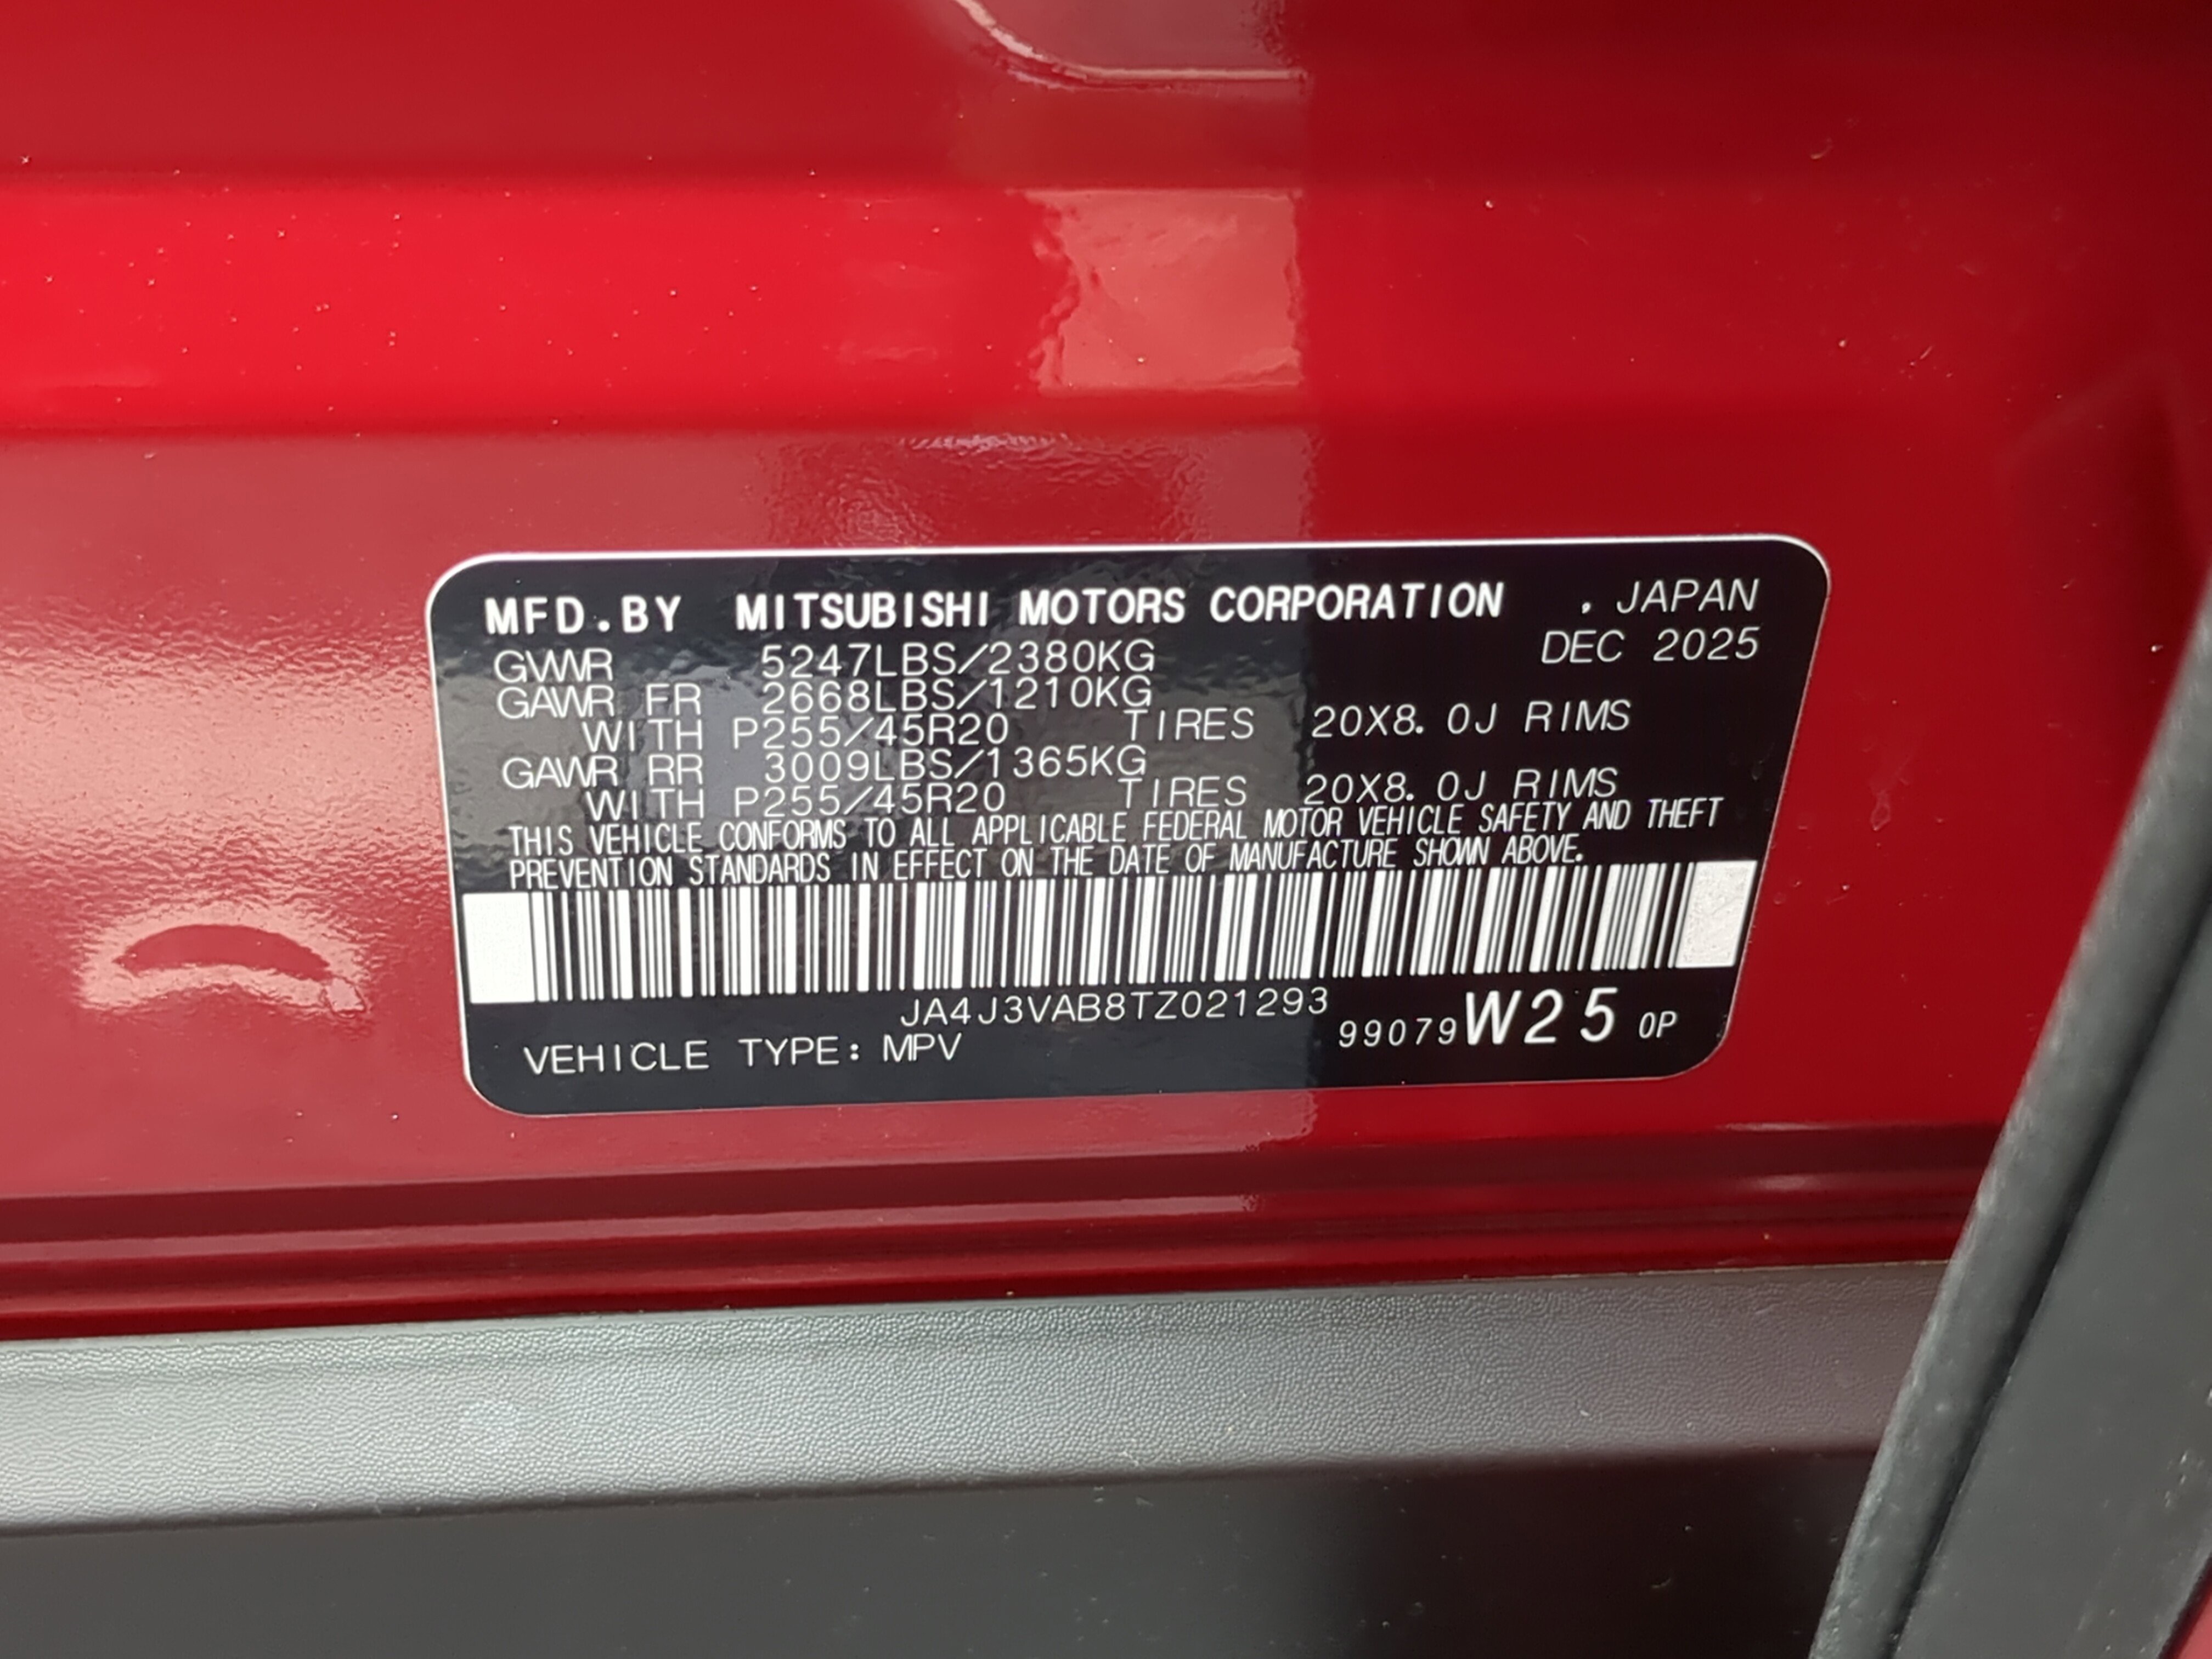 MFD.BY MITSUBISHI MOTORS CORPORATION , JAPAN
DEC 2025
GVWR 5247LBS/2380KG
GAWR FR 2668LBS/1210KG
WITH P255/45R20 TIRES 20X8.0J RIMS
GAWR RR 3009LBS/1365KG
WITH P255/45R20 TIRES 20X8.0J RIMS
THIS VEHICLE CONFORMS TO ALL APPLICABLE FEDERAL MOTOR VEHICLE SAFETY AND THEFT
PREVENTION STANDARDS IN EFFECT ON THE DATE OF MANUFACTURE SHOWN ABOVE.
JA4J3VAB8TZ021293
VEHICLE TYPE: MPV 99079W25 0P